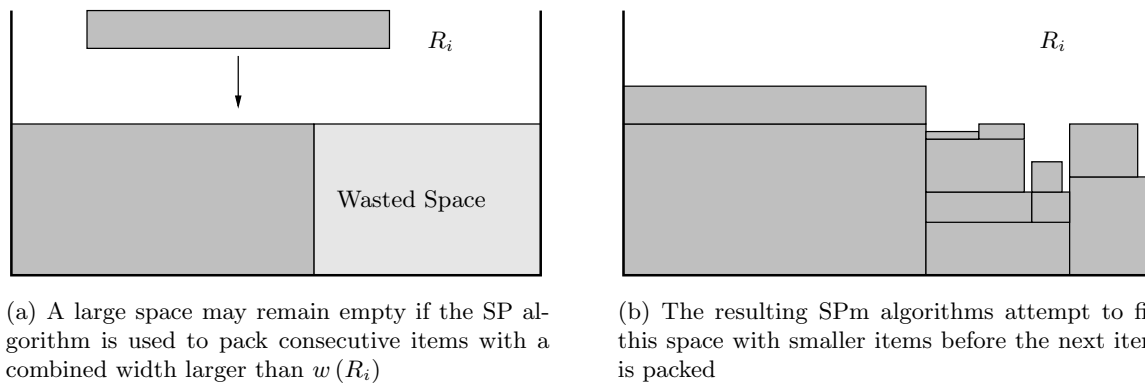 R_i
Wasted Space
(a) A large space may remain empty if the SP al-
gorithm is used to pack consecutive items with a
combined width larger than w (R_i)
R_i
(b) The resulting SPm algorithms attempt to fi
this space with smaller items before the next iter
is packed